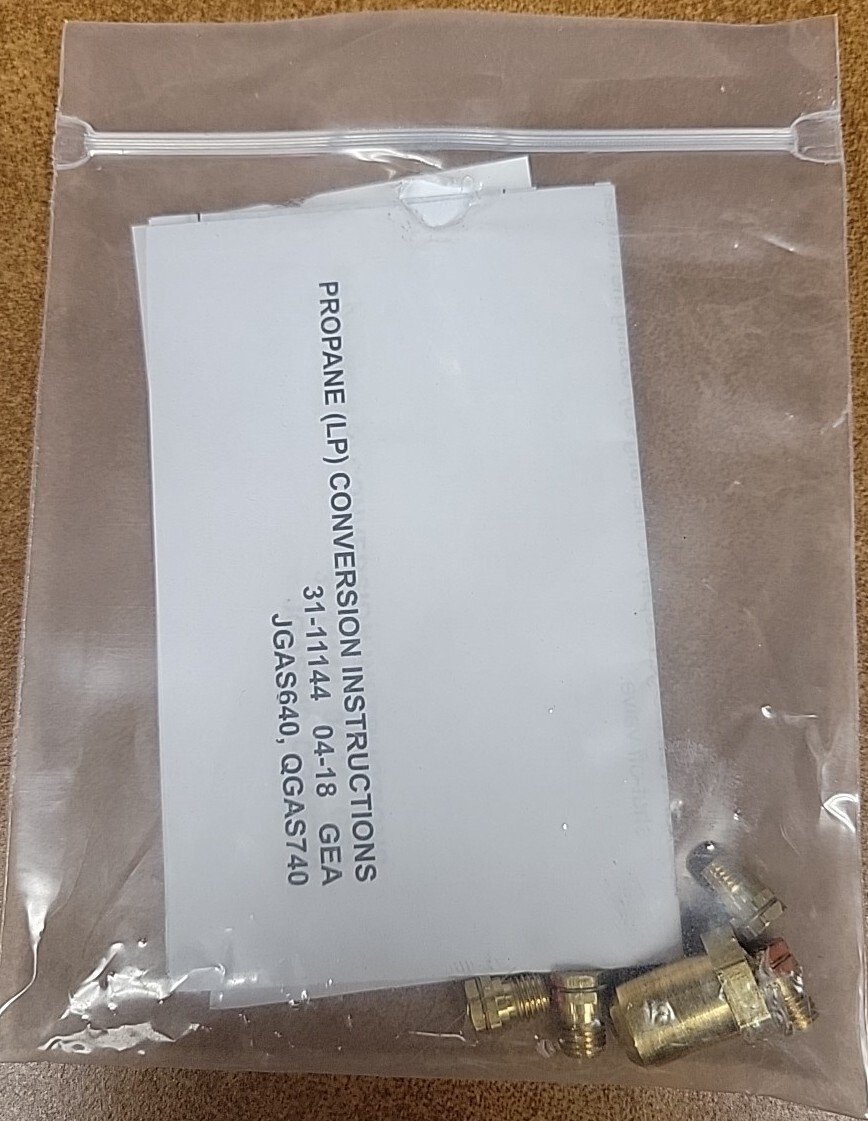 PROPANE (LP) CONVERSION INSTRUCTIONS
31-11144 04-18 GEA
JGAS640, QGAS740